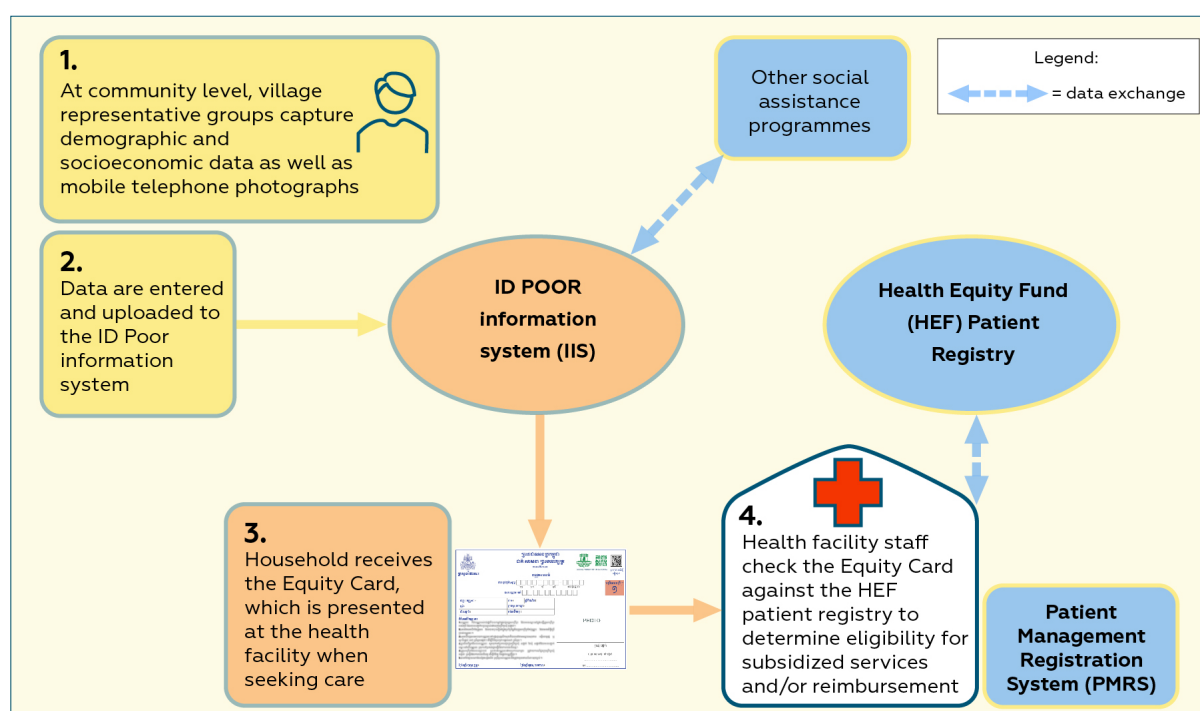 1.
At community level, village
representative groups capture
demographic and
socioeconomic data as well as
mobile telephone photographs
Other social
assistance
programmes
Legend:
= data exchange
2.
Data are entered
and uploaded to
the ID Poor
information
system
ID POOR
information
system (IIS)
Health Equity Fund
(HEF) Patient
Registry
3.
Household receives
the Equity Card,
which is presented
at the health
facility when
seeking care
4.
Health facility staff
check the Equity Card
against the HEF
patient registry to
determine eligibility for
subsidized services
and/or reimbursement
Patient
Management
Registration
System (PMRS)